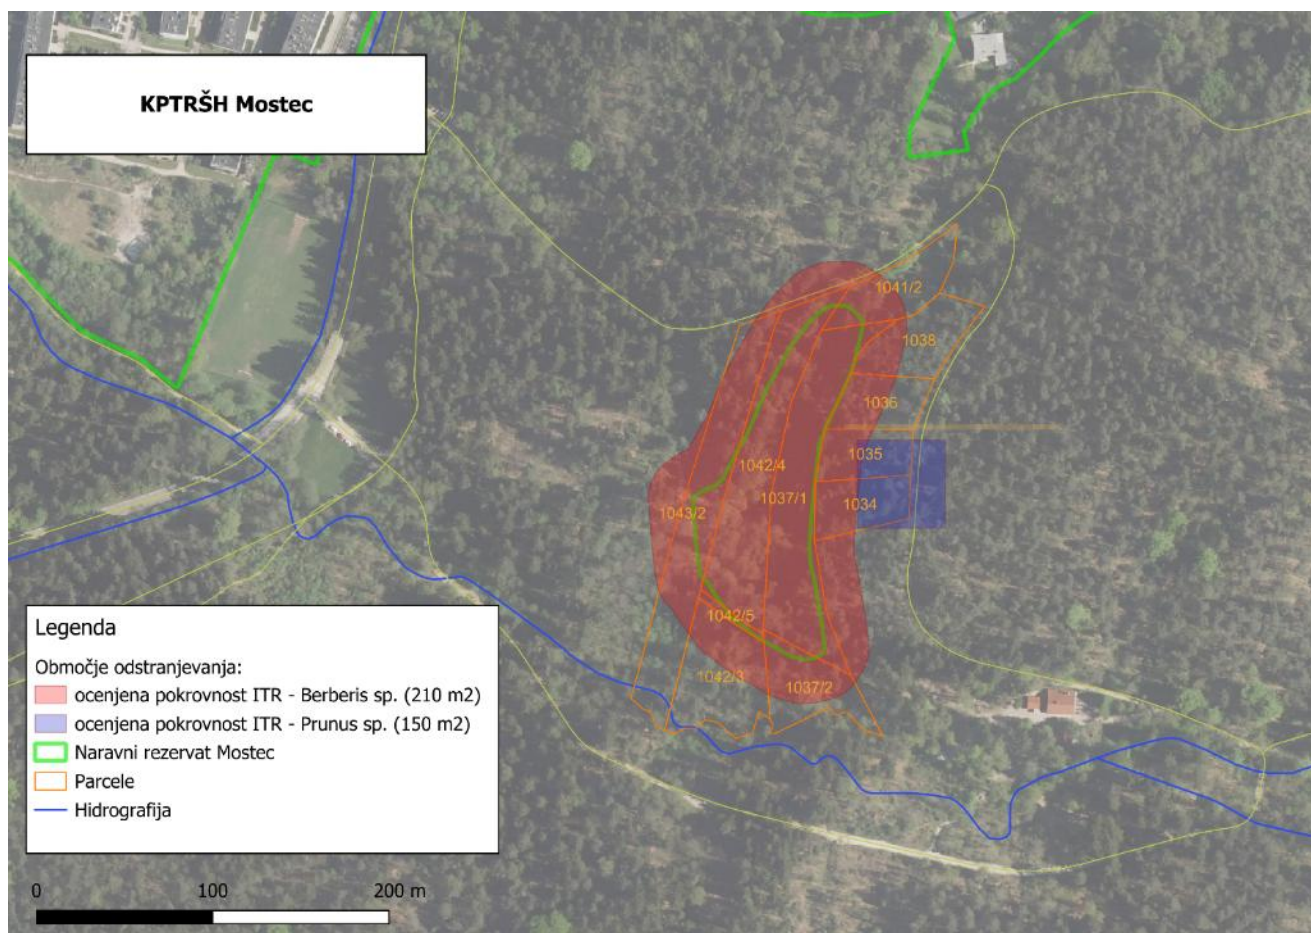 KPTRŠH Mostec
1041/2
1038
1036
1035
1042/4
1037/1
1034
1043/2
1042/5
1042/3
1037/2
Legenda
Območje odstranjevanja:
ocenjena pokrovnost ITR - Berberis sp. (210 m2)
ocenjena pokrovnost ITR - Prunus sp. (150 m2)
Naravni rezervat Mostec
Parcele
Hidrografija
0 100 200 m